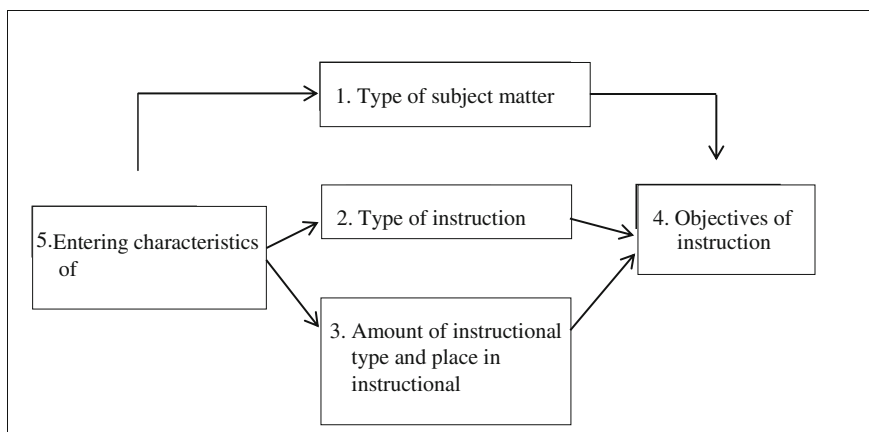 1. Type of subject matter
2. Type of instruction
3. Amount of instructional
type and place in
instructional
4. Objectives of
instruction
5.Entering characteristics
of